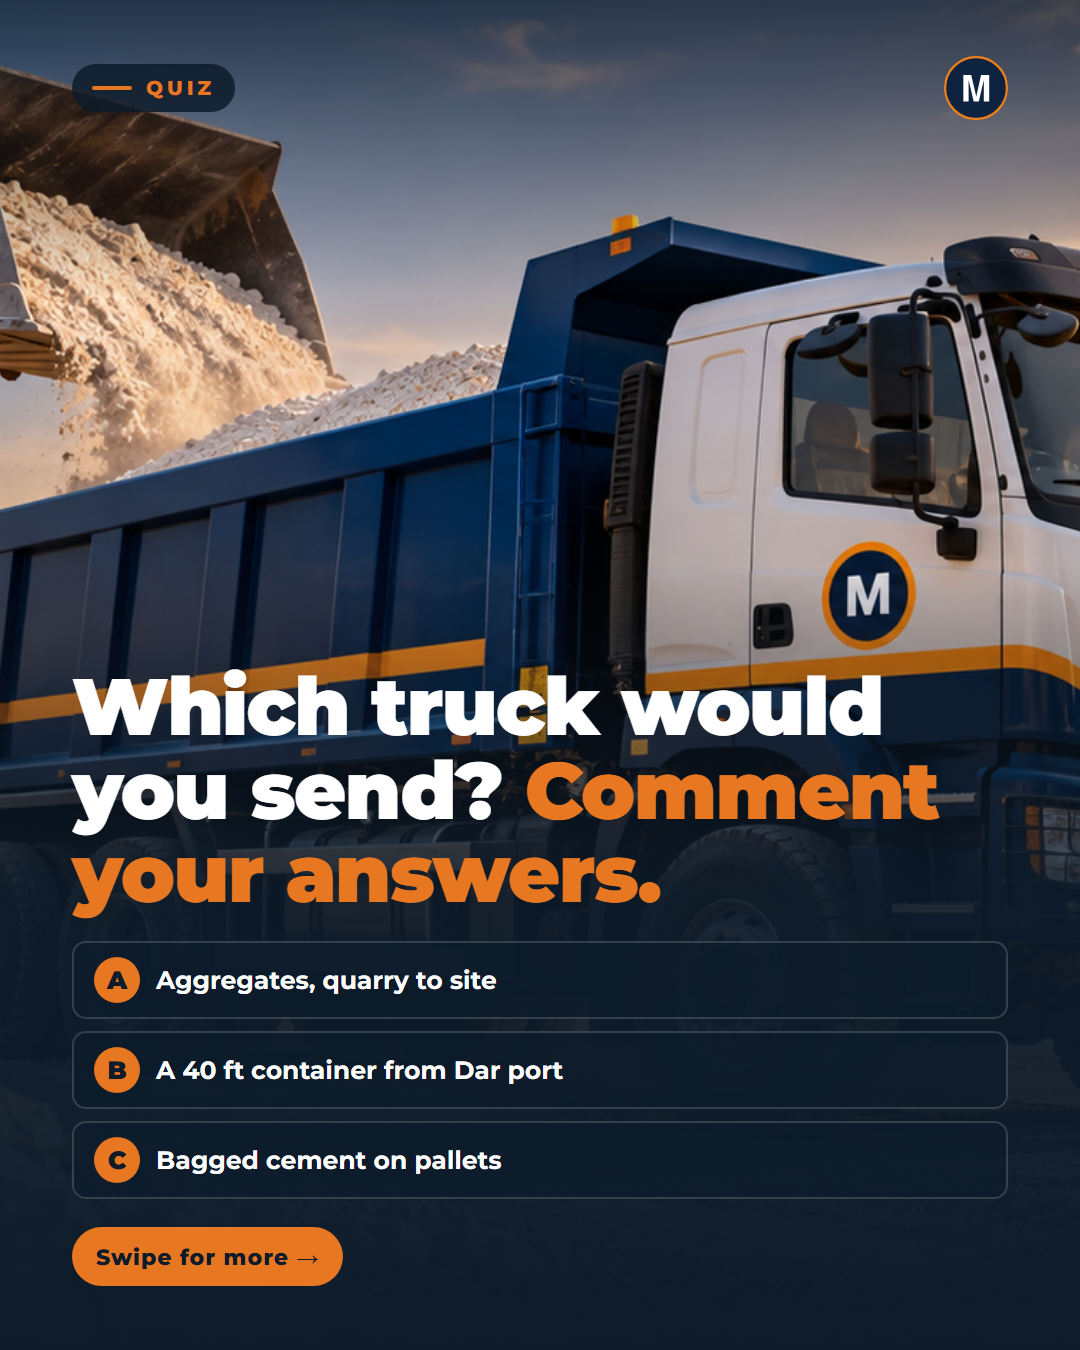 QUIZ
M
M
Which truck would
you send? Comment
your answers.
A Aggregates, quarry to site
B A 40 ft container from Dar port
C Bagged cement on pallets
Swipe for more →